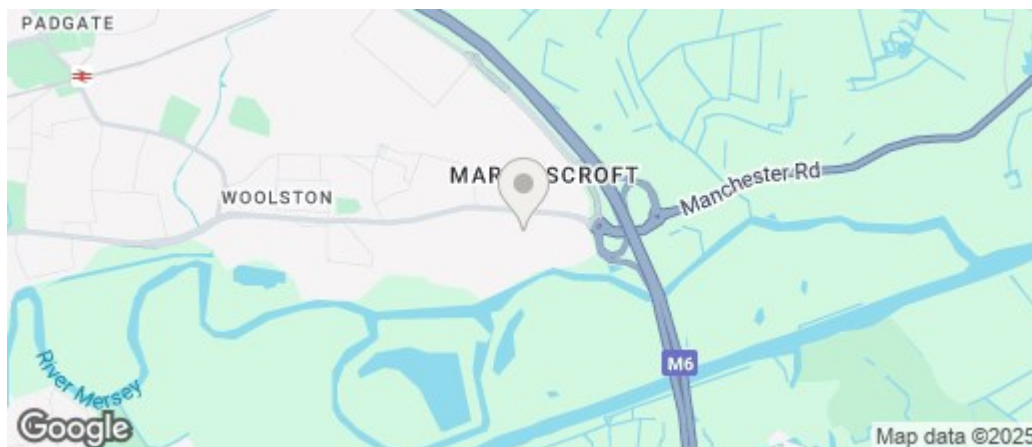 PADGATE
MAR SCROFT
Manchester Rd
WOOLSTON
River Mersey
M6
Google
Map data ©2025